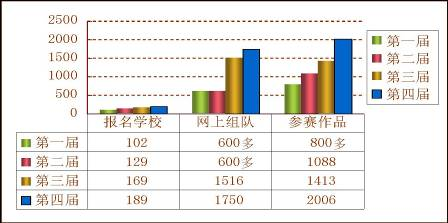 2500
2000
1500
1000
500
0
第一届
第二届
第三届
第四届
报名学校 网上组队 参赛作品
第一届 102 600多 800多
第二届 129 600多 1088
第三届 169 1516 1413
第四届 189 1750 2006